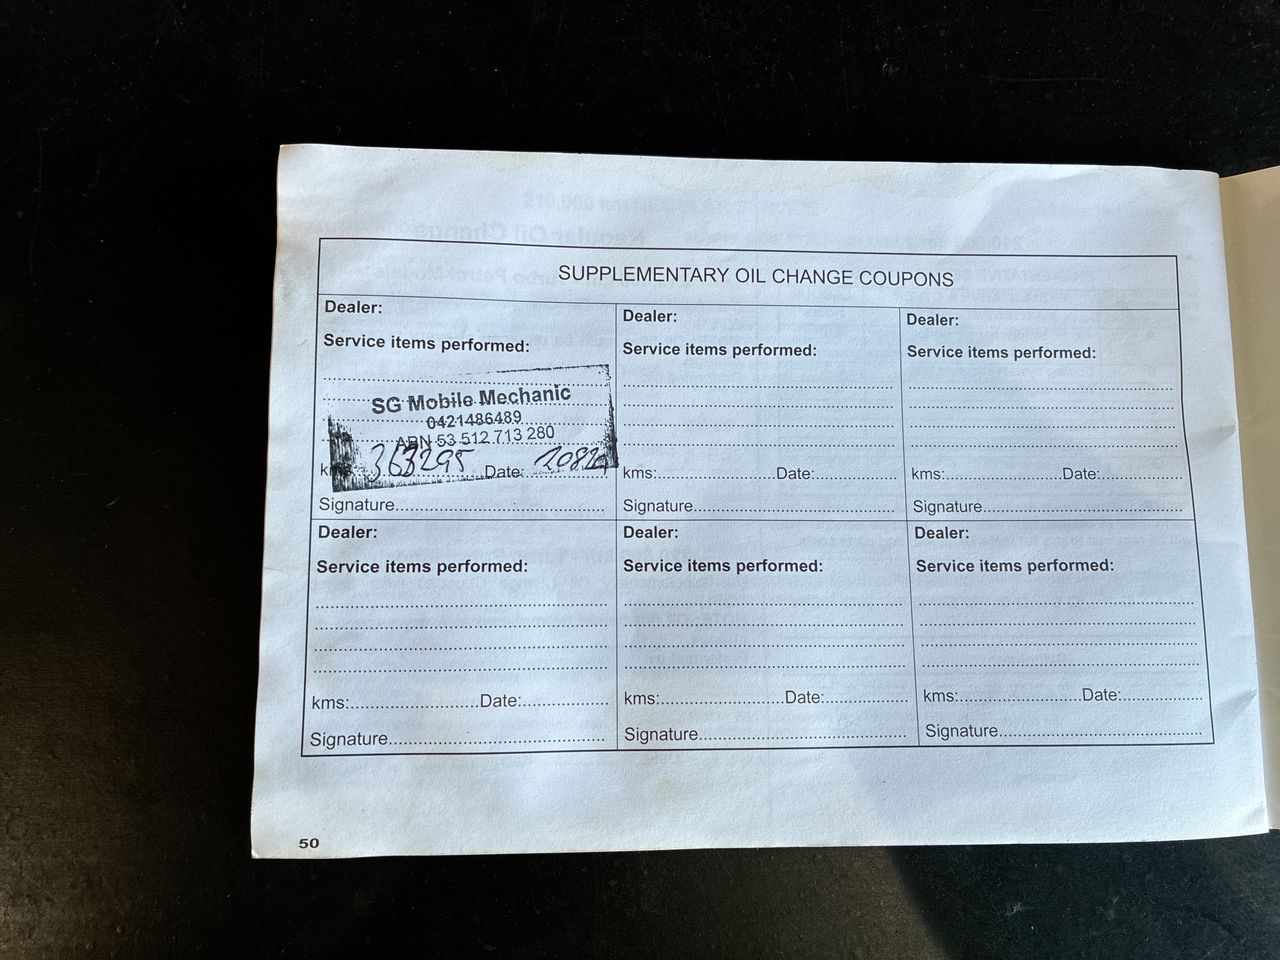 SUPPLEMENTARY OIL CHANGE COUPONS
Dealer:
Service items performed:
SG Mobile Mechanic
0421486489
ABN 53 512 713 280
kms: 363295 Date:
Signature
Dealer:
Service items performed:
kms: Date:
Signature
Dealer:
Service items performed:
kms: Date:
Signature
Dealer:
Service items performed:
kms: Date:
Signature
Dealer:
Service items performed:
kms: Date:
Signature
Dealer:
Service items performed:
kms: Date:
Signature
50